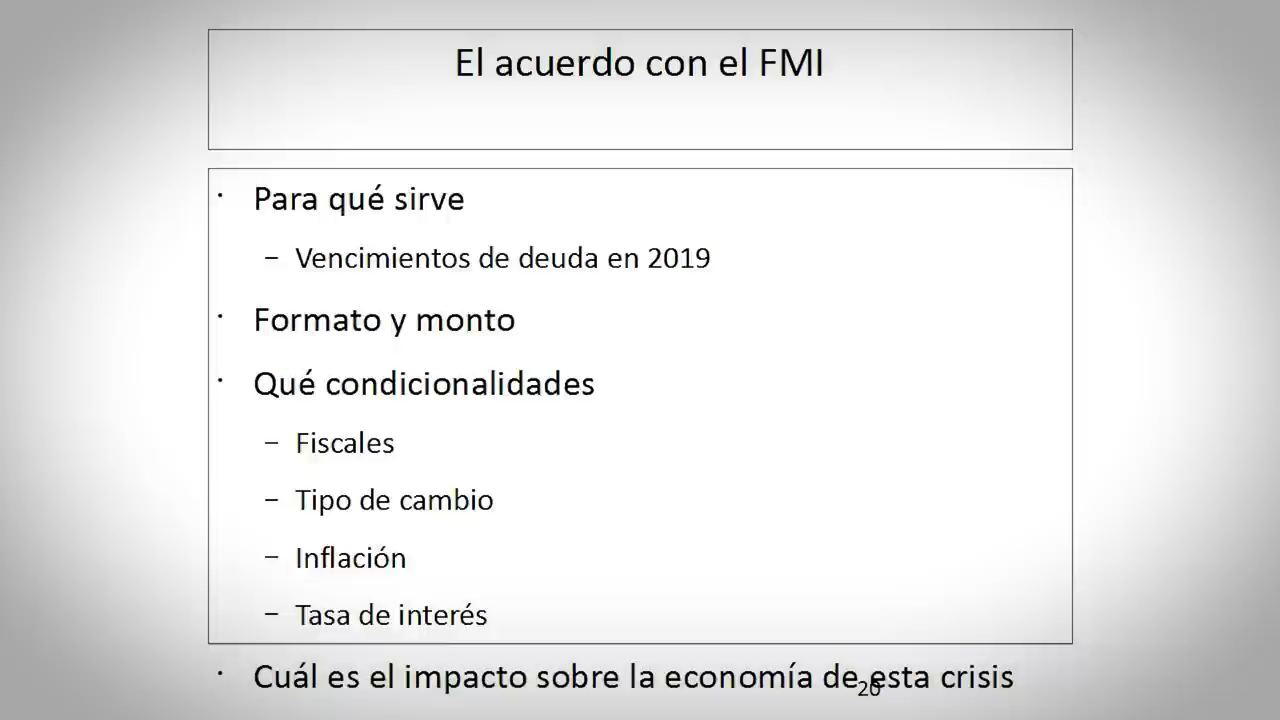 El acuerdo con el FMI
· Para qué sirve
– Vencimientos de deuda en 2019
· Formato y monto
· Qué condicionalidades
– Fiscales
– Tipo de cambio
– Inflación
– Tasa de interés
· Cuál es el impacto sobre la economía de esta crisis
20